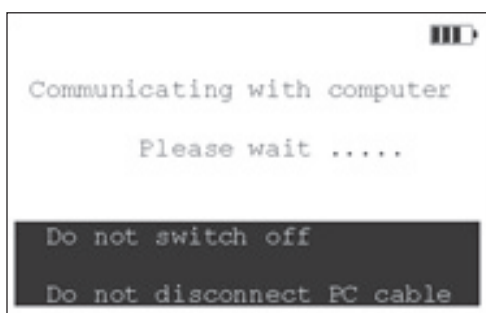 Communicating with computer
Please wait .....
Do not switch off
Do not disconnect PC cable